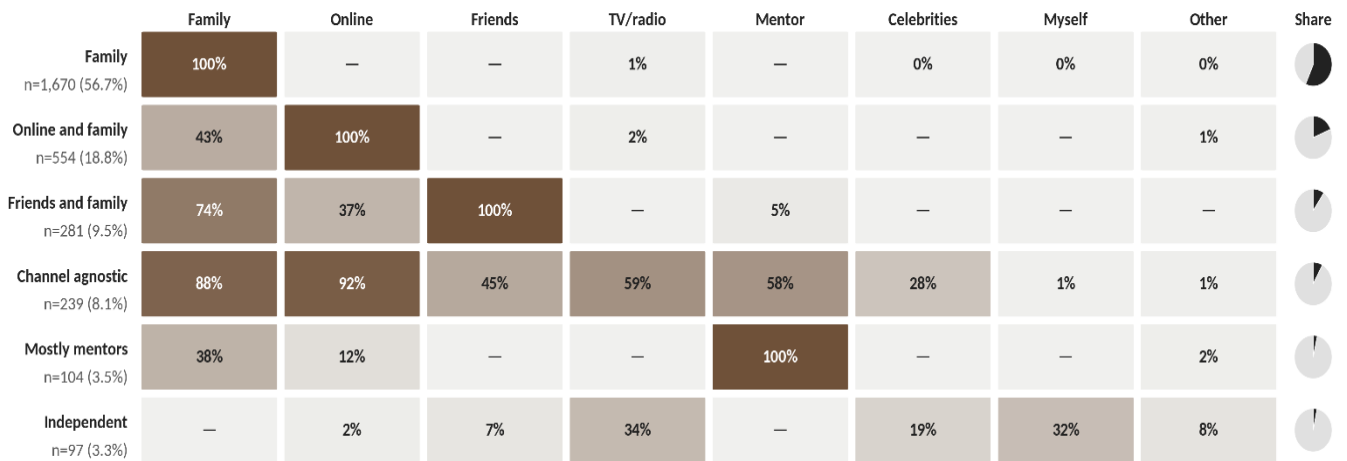 Family Online Friends TV/radio Mentor Celebrities Myself Other Share
Family
100% — — 1% — 0% 0% 0%
n=1,670 (56.7%)
Online and family
43% 100% — 2% — — — 1%
n=554 (18.8%)
Friends and family
74% 37% 100% — 5% — — —
n=281 (9.5%)
Channel agnostic
88% 92% 45% 59% 58% 28% 1% 1%
n=239 (8.1%)
Mostly mentors
38% 12% — — 100% — — 2%
n=104 (3.5%)
Independent
— 2% 7% 34% — 19% 32% 8%
n=97 (3.3%)